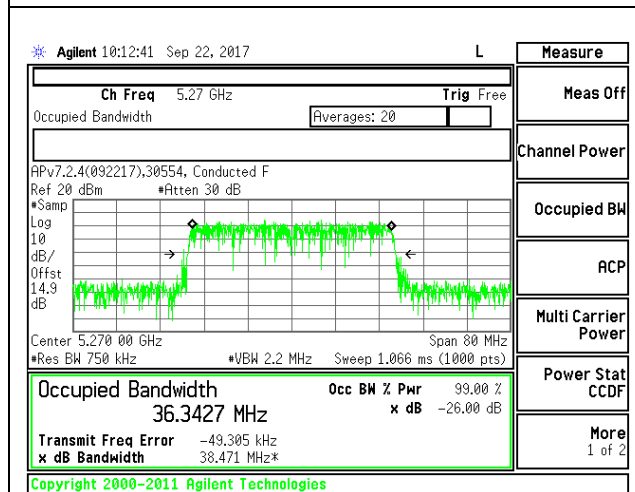 Agilent 10:12:41 Sep 22, 2017 L Measure
Ch Freq 5.27 GHz Trig Free
Meas Off
Occupied Bandwidth Averages: 20
Channel Power
APv7.2.4(092217),30554, Conducted F
Ref 20 dBm #Atten 30 dB
#Samp
Log
10
dB/
Offst
14.9
dB
Occupied BW
ACP
Multi Carrier
Power
Center 5.270 00 GHz Span 80 MHz
#Res BW 750 kHz #VBW 2.2 MHz Sweep 1.066 ms (1000 pts)
Power Stat
CCDF
Occupied Bandwidth Occ BW % Pwr 99.00 %
36.3427 MHz x dB -26.00 dB
Transmit Freq Error -49.305 kHz
x dB Bandwidth 38.471 MHz*
More
1 of 2
Copyright 2000-2011 Agilent Technologies